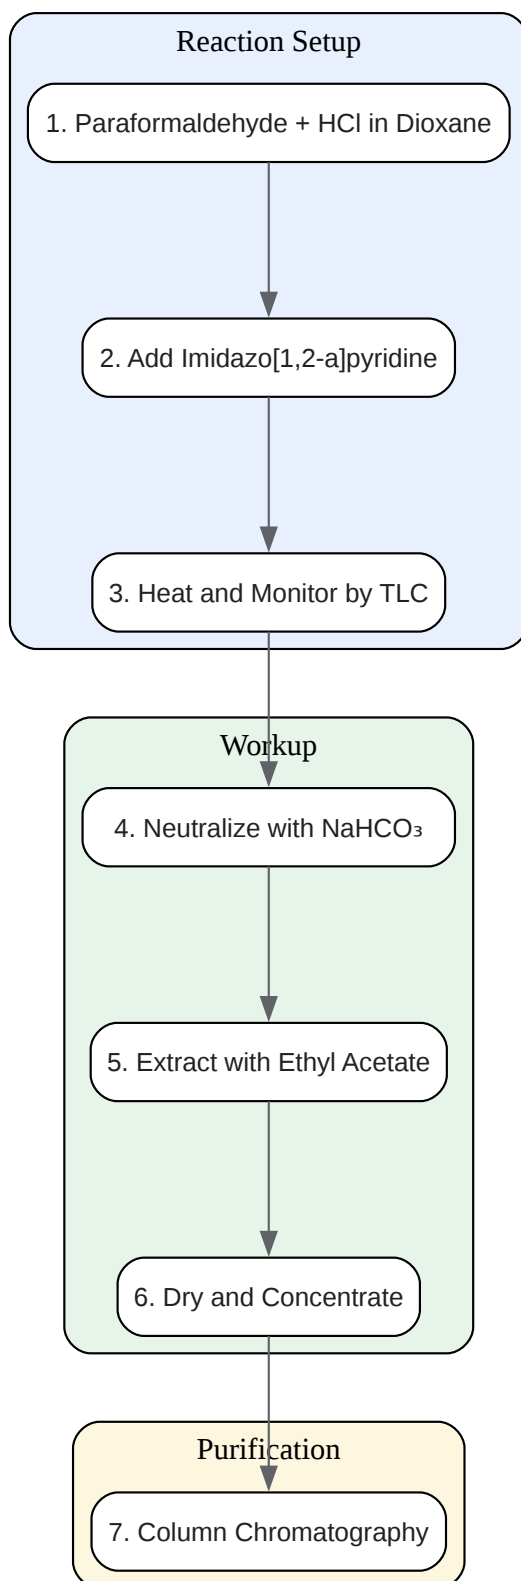 Reaction Setup
1. Paraformaldehyde + HCl in Dioxane
2. Add Imidazo[1,2-a]pyridine
3. Heat and Monitor by TLC
Workup
4. Neutralize with NaHCO₃
5. Extract with Ethyl Acetate
6. Dry and Concentrate
Purification
7. Column Chromatography